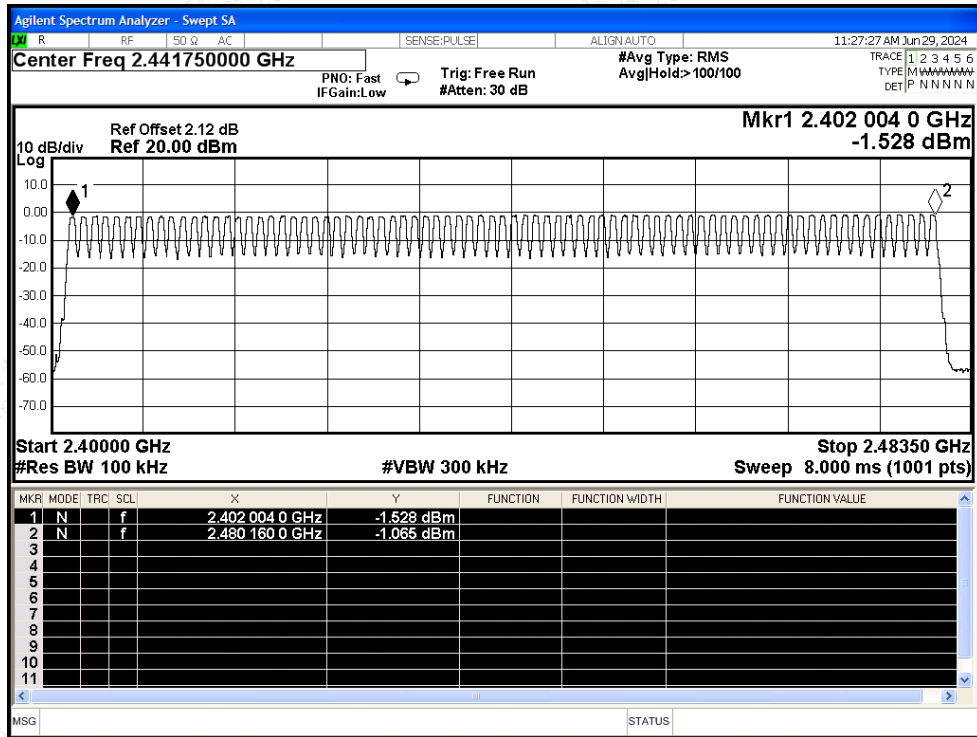 Agilent Spectrum Analyzer - Swept SA
LXI R RF 50 Ω AC SENSE:PULSE ALIGN AUTO 11:27:27 AM Jun 29, 2024
Center Freq 2.441750000 GHz
PNO: Fast
IFGain:Low
Trig: Free Run
#Atten: 30 dB
#Avg Type: RMS
Avg|Hold:>100/100
TRACE 1 2 3 4 5 6
TYPE M
DET P N N N N N
Ref Offset 2.12 dB
10 dB/div Ref 20.00 dBm
Log
Mkr1 2.402 004 0 GHz
-1.528 dBm
10.0
0.00
-10.0
-20.0
-30.0
-40.0
-50.0
-60.0
-70.0
1
2
Start 2.40000 GHz Stop 2.48350 GHz
#Res BW 100 kHz #VBW 300 kHz Sweep 8.000 ms (1001 pts)
MKR MODE TRC SCL X Y FUNCTION FUNCTION WIDTH FUNCTION VALUE
1 N f 2.402 004 0 GHz -1.528 dBm
2 N f 2.480 160 0 GHz -1.065 dBm
3
4
5
6
7
8
9
10
11
MSG STATUS